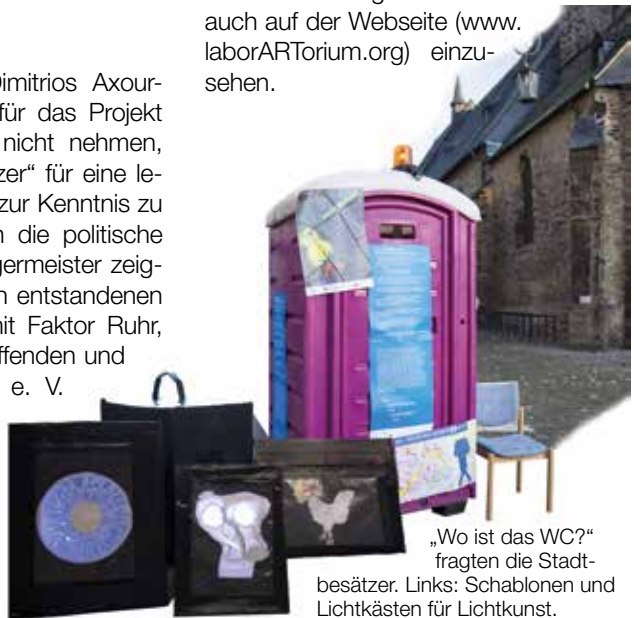 Dimitrios Axour-
für das Projekt
nicht nehmen,
zer“ für eine le-
zur Kenntnis zu
n die politische
germeister zeig-
n entstandenen
mit Faktor Ruhr,
ffenden und
e. V.
auch auf der Webseite (www.
laborARTorium.org) einzu-
sehen.
„Wo ist das WC?“
fragten die Stadt-
besätzer. Links: Schablonen und
Lichtkästen für Lichtkunst.